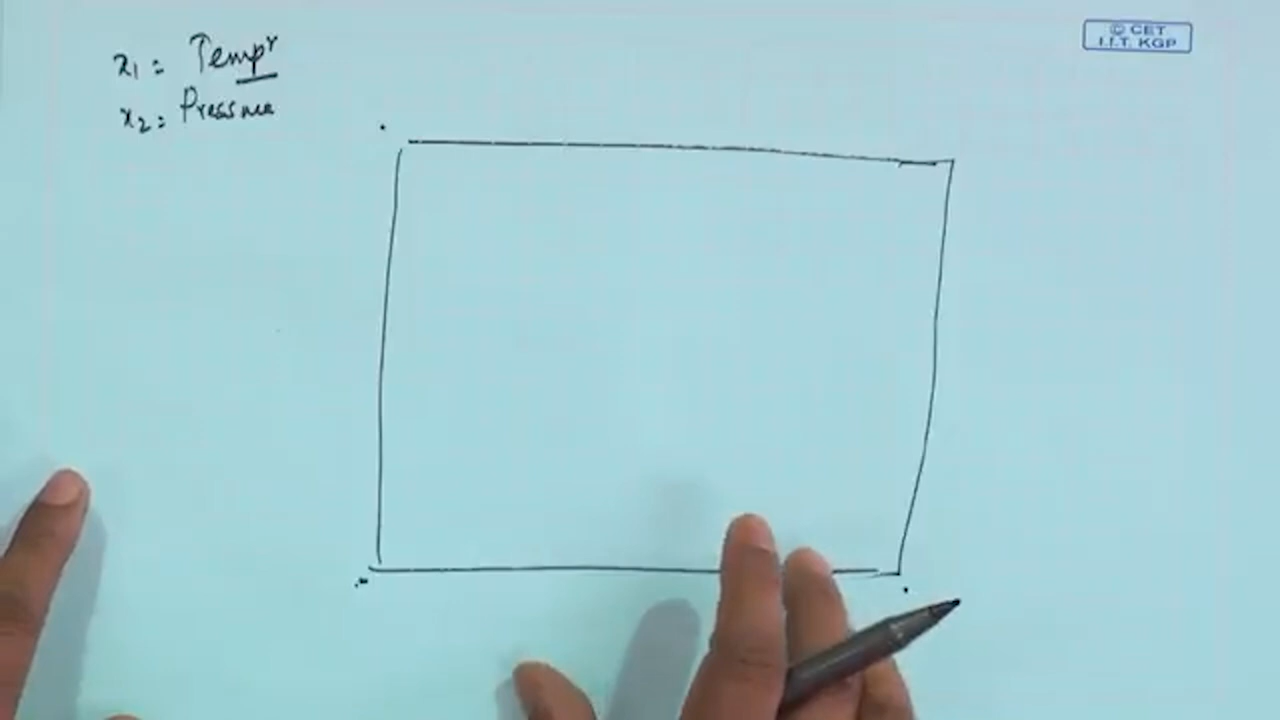 x₁ = Tempʳ
x₂ = Pressure
© CET
I.I.T. KGP